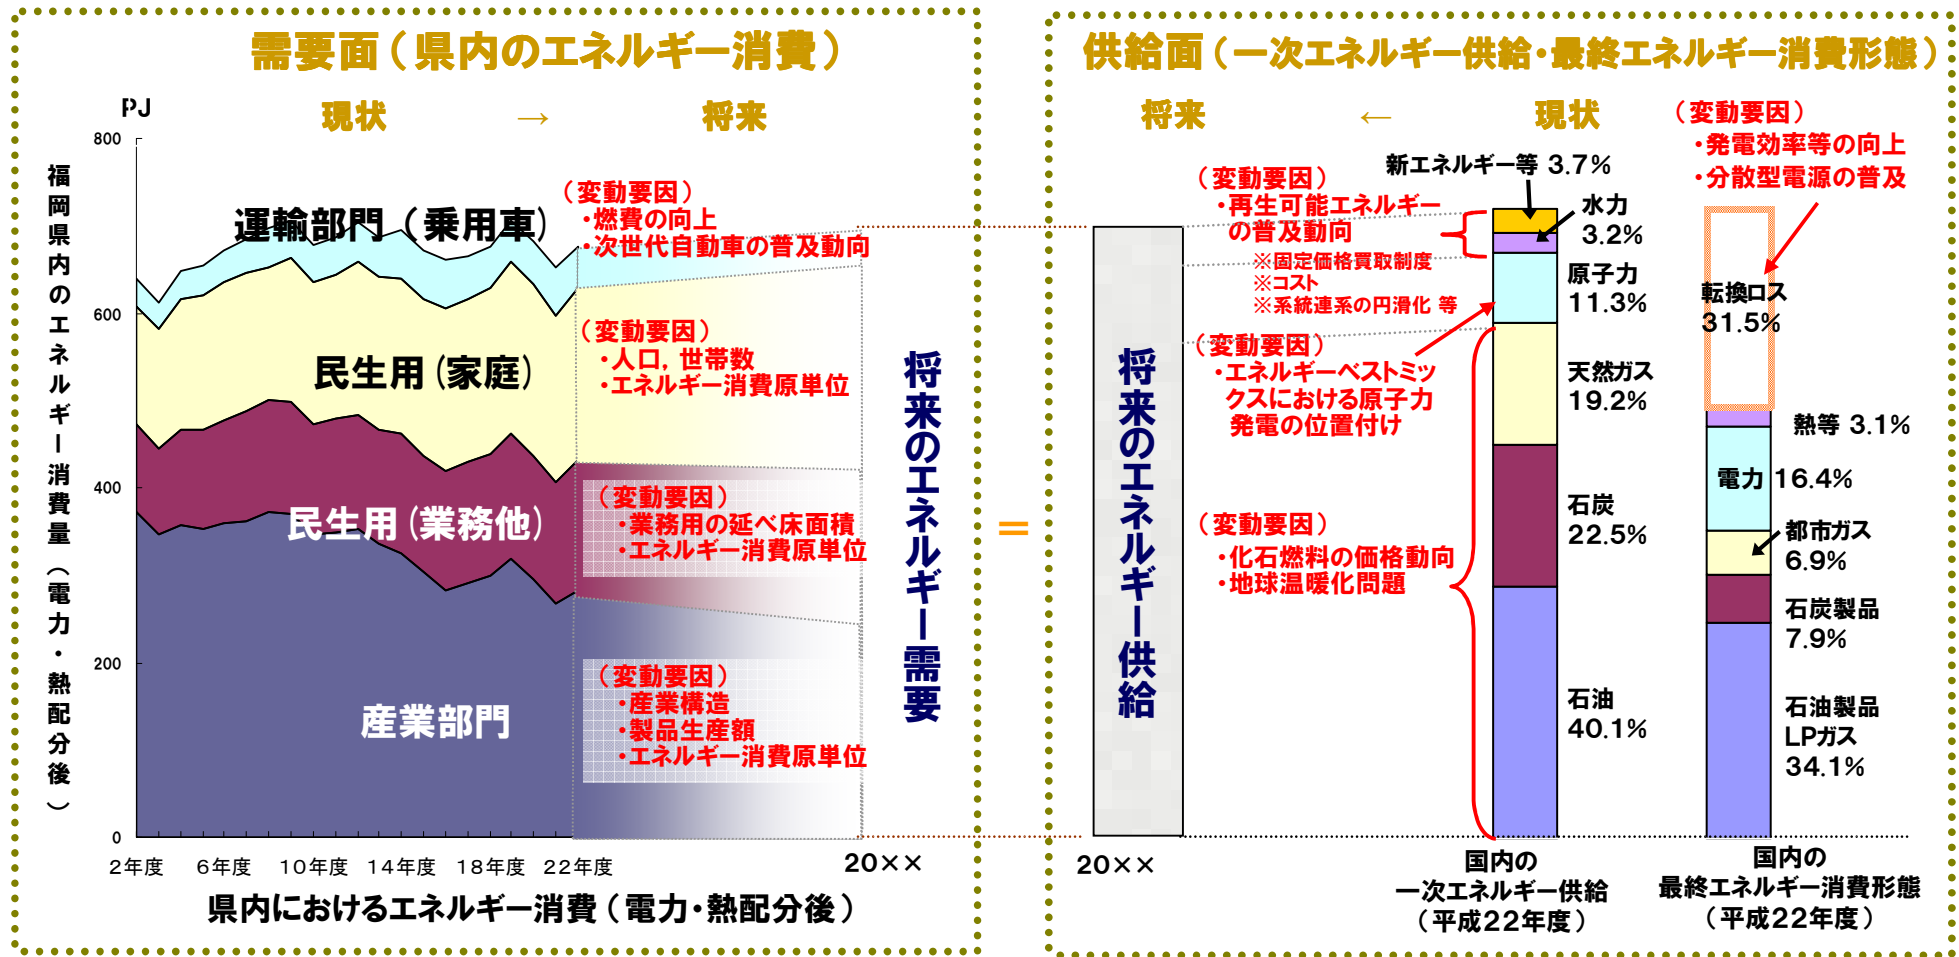 需要面（県内のエネルギー消費）
現状 → 将来
PJ
800
600
400
200
0
福岡県内のエネルギー消費量（電力・熱配分後）
運輸部門（乗用車）
民生用（家庭）
民生用（業務他）
産業部門
（変動要因）
・燃費の向上
・次世代自動車の普及動向
（変動要因）
・人口，世帯数
・エネルギー消費原単位
（変動要因）
・業務用の延べ床面積
・エネルギー消費原単位
（変動要因）
・産業構造
・製品生産額
・エネルギー消費原単位
将来のエネルギー需要
2年度 6年度 10年度 14年度 18年度 22年度
20××
県内におけるエネルギー消費（電力・熱配分後）
＝
供給面（一次エネルギー供給・最終エネルギー消費形態）
将来 ← 現状
将来のエネルギー供給
20××
（変動要因）
・再生可能エネルギー
の普及動向
※固定価格買取制度
※コスト
※系統連系の円滑化 等
（変動要因）
・エネルギーベストミッ
クスにおける原子力
発電の位置付け
（変動要因）
・化石燃料の価格動向
・地球温暖化問題
新エネルギー等 3.7%
水力
3.2%
原子力
11.3%
天然ガス
19.2%
石炭
22.5%
石油
40.1%
国内の
一次エネルギー供給
（平成22年度）
（変動要因）
・発電効率等の向上
・分散型電源の普及
転換ロス
31.5%
熱等 3.1%
電力 16.4%
都市ガス
6.9%
石炭製品
7.9%
石油製品
LPガス
34.1%
国内の
最終エネルギー消費形態
（平成22年度）